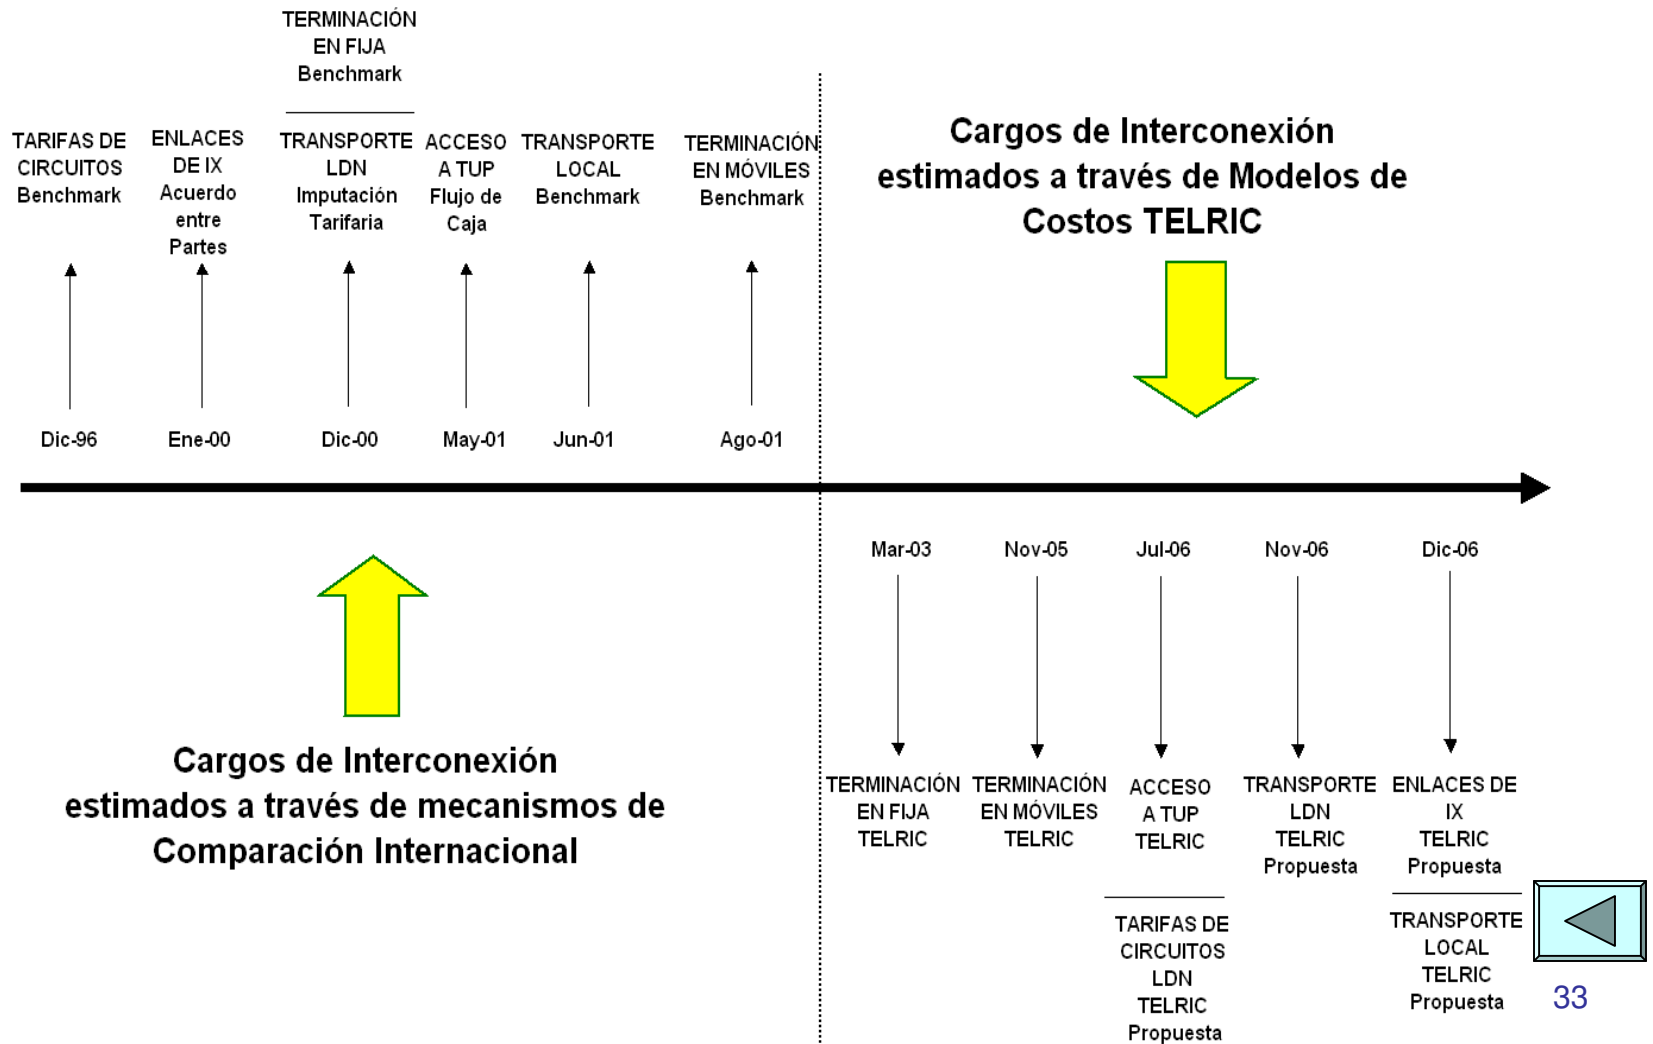 TERMINACIÓN
EN FIJA
Benchmark
TARIFAS DE
CIRCUITOS
Benchmark
ENLACES
DE IX
Acuerdo
entre
Partes
TRANSPORTE
LDN
Imputación
Tarifaria
ACCESO
A TUP
Flujo de
Caja
TRANSPORTE
LOCAL
Benchmark
TERMINACIÓN
EN MÓVILES
Benchmark
Cargos de Interconexión
estimados a través de Modelos de
Costos TELRIC
Dic-96
Ene-00
Dic-00
May-01
Jun-01
Ago-01
Mar-03
Nov-05
Jul-06
Nov-06
Dic-06
Cargos de Interconexión
estimados a través de mecanismos de
Comparación Internacional
TERMINACIÓN
EN FIJA
TELRIC
TERMINACIÓN
EN MÓVILES
TELRIC
ACCESO
A TUP
TELRIC
TARIFAS DE
CIRCUITOS
LDN
TELRIC
Propuesta
TRANSPORTE
LDN
TELRIC
Propuesta
ENLACES DE
IX
TELRIC
Propuesta
TRANSPORTE
LOCAL
TELRIC
Propuesta
33